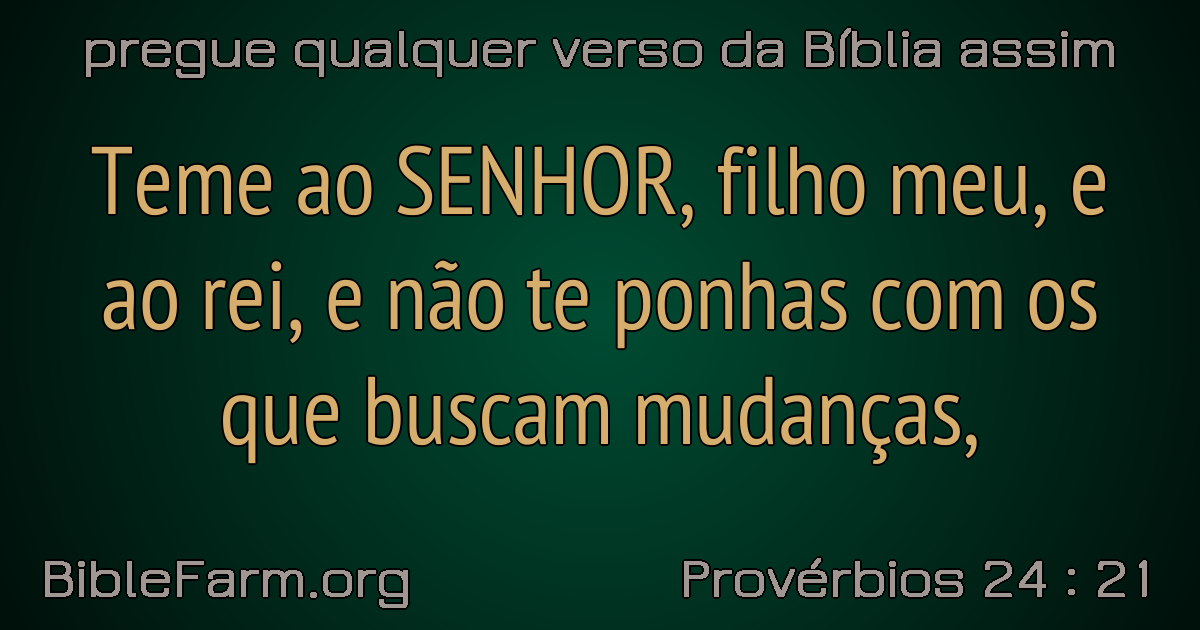 pregue qualquer verso da Bíblia assim
Teme ao SENHOR, filho meu, e
ao rei, e não te ponhas com os
que buscam mudanças,
BibleFarm.org
Provérbios 24 : 21